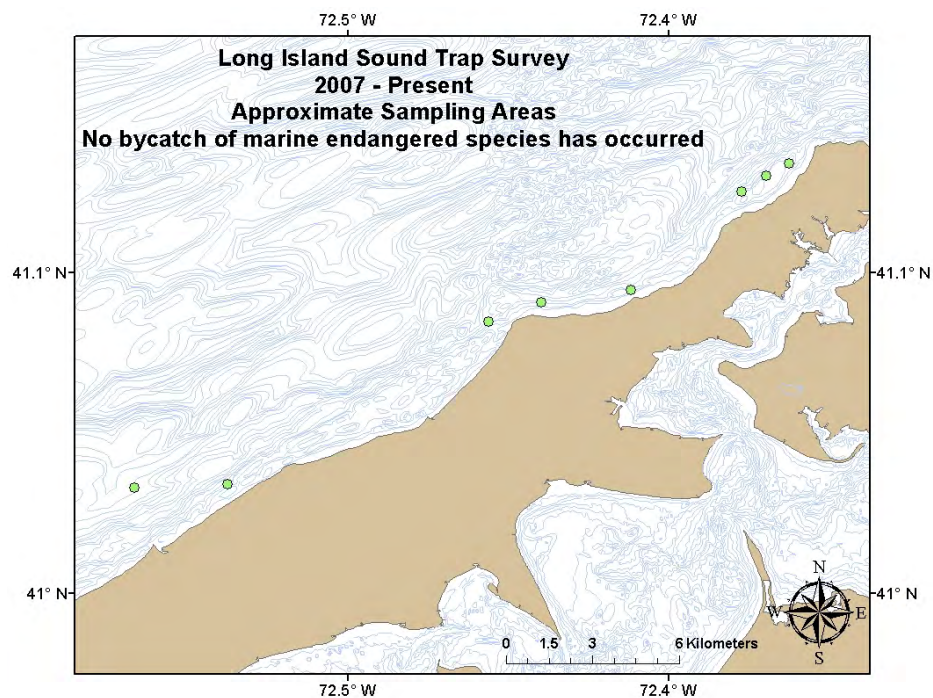 72.5° W 72.4° W
Long Island Sound Trap Survey
2007 - Present
Approximate Sampling Areas
No bycatch of marine endangered species has occurred
41.1° N 41.1° N
N
41° N W E 41° N
S
0 1.5 3 6 Kilometers
72.5° W 72.4° W